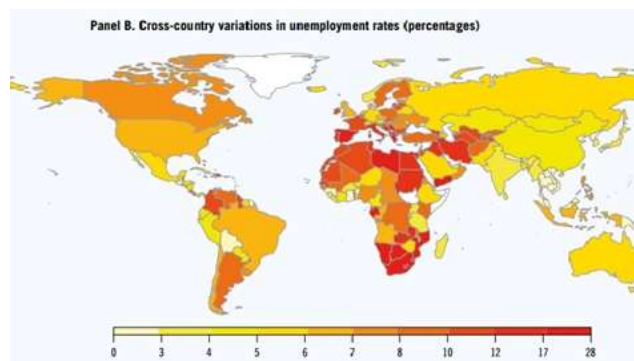 Panel B. Cross-country variations in unemployment rates (percentages)
0 3 4 5 6 7 8 10 12 17 28